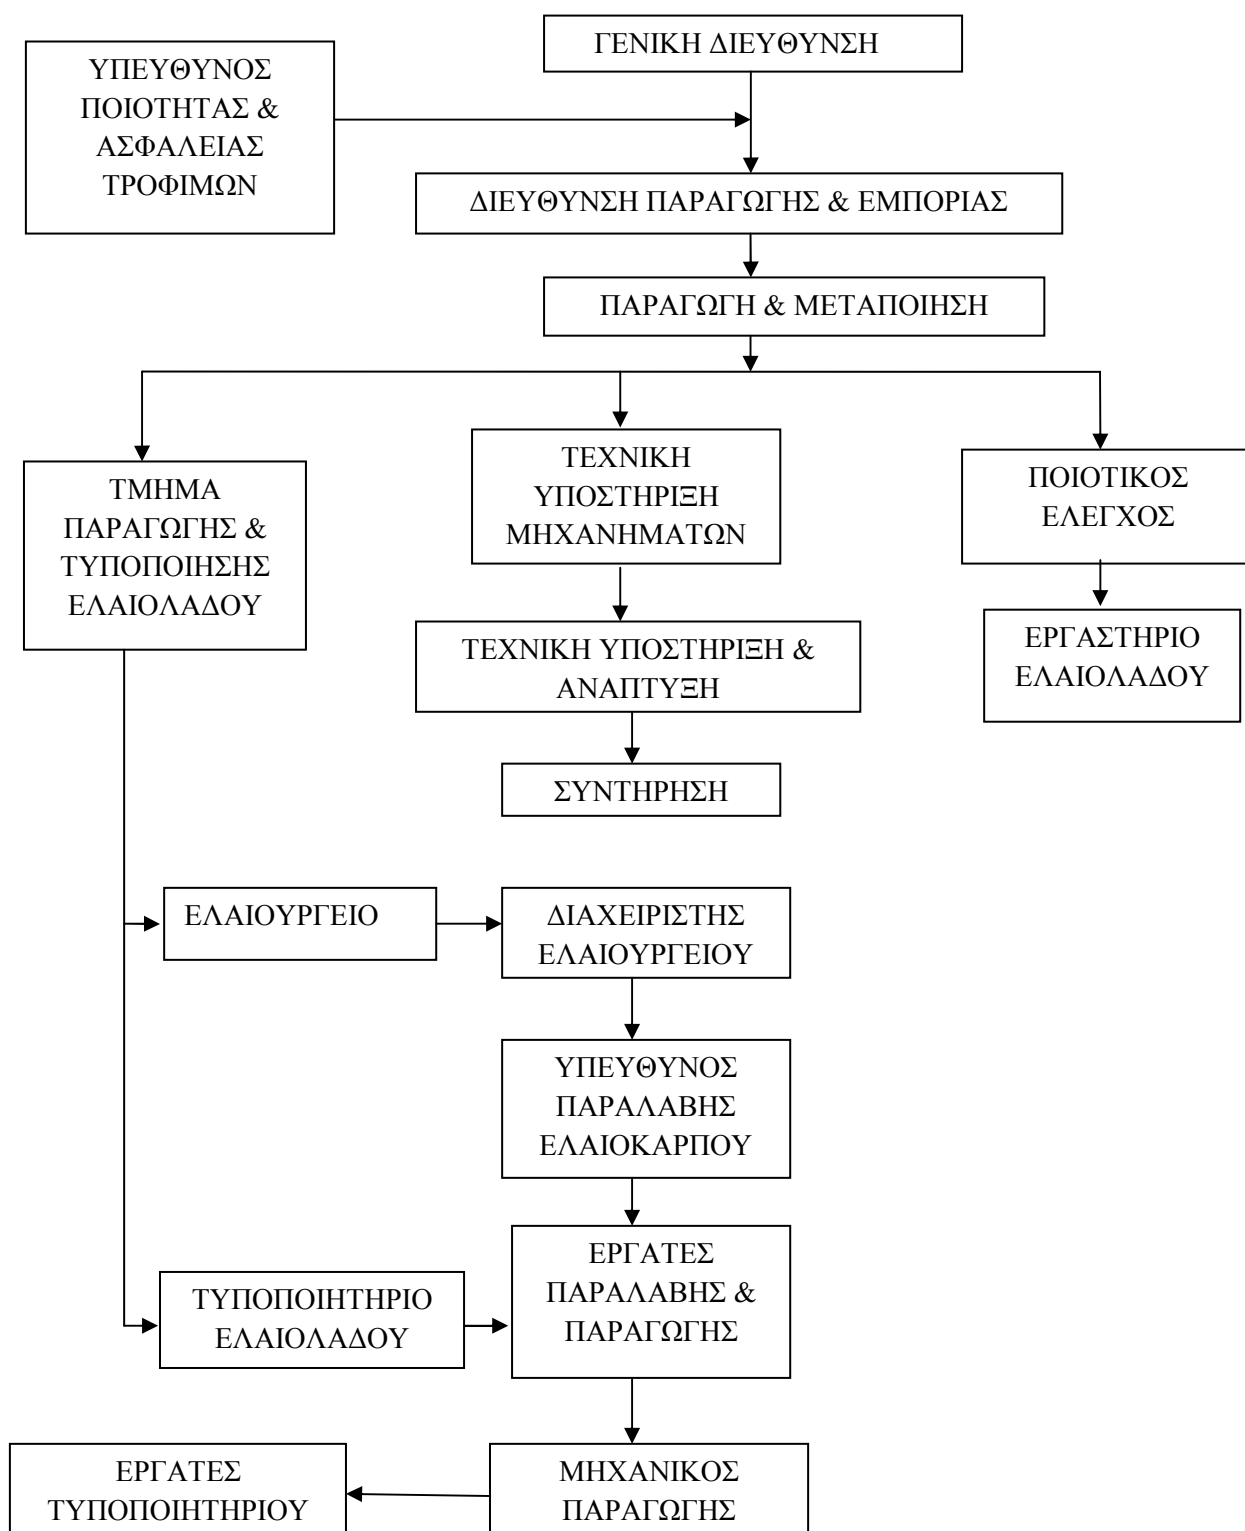 ΓΕΝΙΚΗ ΔΙΕΥΘΥΝΣΗ
ΥΠΕΥΘΥΝΟΣ
ΠΟΙΟΤΗΤΑΣ &
ΑΣΦΑΛΕΙΑΣ
ΤΡΟΦΙΜΩΝ
ΔΙΕΥΘΥΝΣΗ ΠΑΡΑΓΩΓΗΣ & ΕΜΠΟΡΙΑΣ
ΠΑΡΑΓΩΓΗ & ΜΕΤΑΠΟΙΗΣΗ
ΤΜΗΜΑ
ΠΑΡΑΓΩΓΗΣ &
ΤΥΠΟΠΟΙΗΣΗΣ
ΕΛΑΙΟΛΑΔΟΥ
ΤΕΧΝΙΚΗ
ΥΠΟΣΤΗΡΙΞΗ
ΜΗΧΑΝΗΜΑΤΩΝ
ΠΟΙΟΤΙΚΟΣ
ΕΛΕΓΧΟΣ
ΤΕΧΝΙΚΗ ΥΠΟΣΤΗΡΙΞΗ &
ΑΝΑΠΤΥΞΗ
ΕΡΓΑΣΤΗΡΙΟ
ΕΛΑΙΟΛΑΔΟΥ
ΣΥΝΤΗΡΗΣΗ
ΕΛΑΙΟΥΡΓΕΙΟ
ΔΙΑΧΕΙΡΙΣΤΗΣ
ΕΛΑΙΟΥΡΓΕΙΟΥ
ΥΠΕΥΘΥΝΟΣ
ΠΑΡΑΛΑΒΗΣ
ΕΛΑΙΟΚΑΡΠΟΥ
ΤΥΠΟΠΟΙΗΤΗΡΙΟ
ΕΛΑΙΟΛΑΔΟΥ
ΕΡΓΑΤΕΣ
ΠΑΡΑΛΑΒΗΣ &
ΠΑΡΑΓΩΓΗΣ
ΕΡΓΑΤΕΣ
ΤΥΠΟΠΟΙΗΤΗΡΙΟΥ
ΜΗΧΑΝΙΚΟΣ
ΠΑΡΑΓΩΓΗΣ